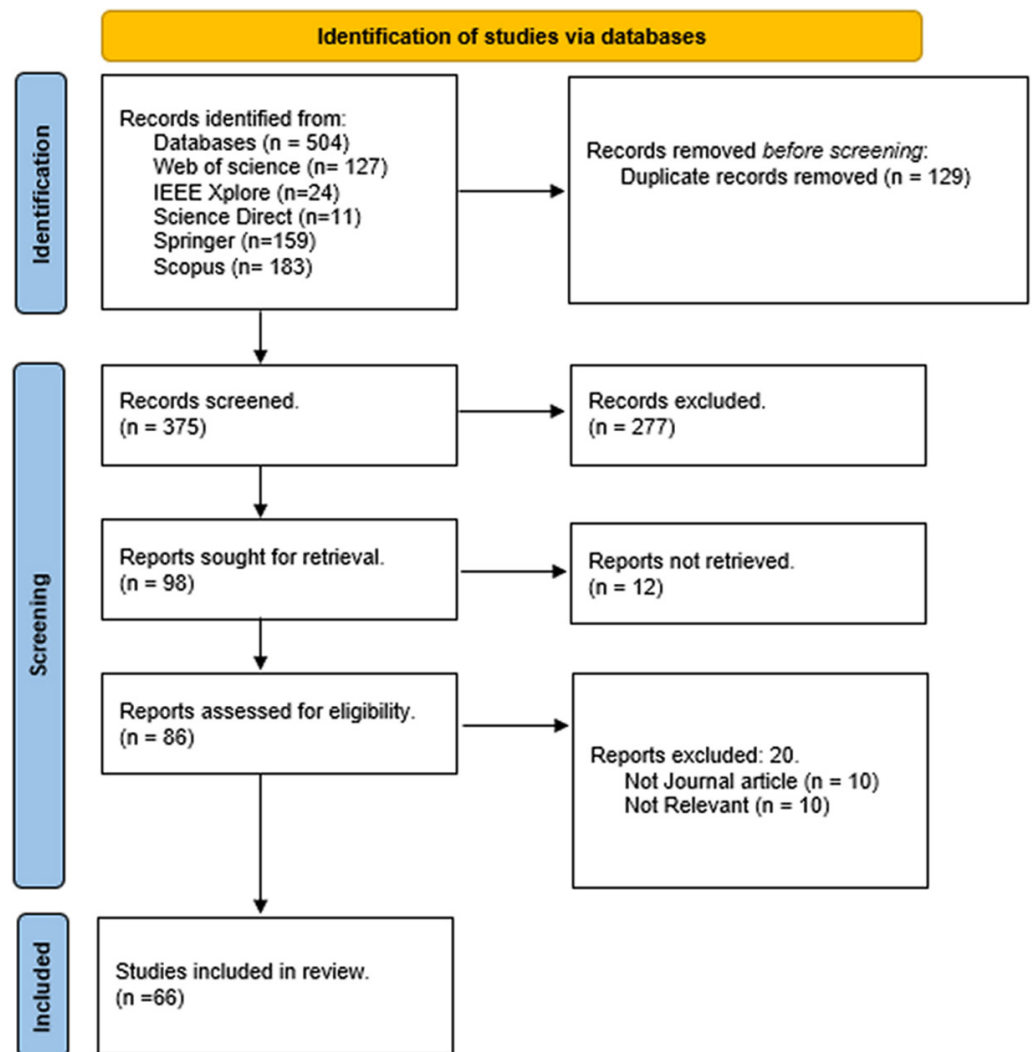 Identification of studies via databases
Identification
Records identified from:
Databases (n = 504)
Web of science (n= 127)
IEEE Xplore (n=24)
Science Direct (n=11)
Springer (n=159)
Scopus (n= 183)
Records removed before screening:
Duplicate records removed (n = 129)
Screening
Records screened.
(n = 375)
Records excluded.
(n = 277)
Reports sought for retrieval.
(n = 98)
Reports not retrieved.
(n = 12)
Reports assessed for eligibility.
(n = 86)
Reports excluded: 20.
Not Journal article (n = 10)
Not Relevant (n = 10)
Included
Studies included in review.
(n =66)